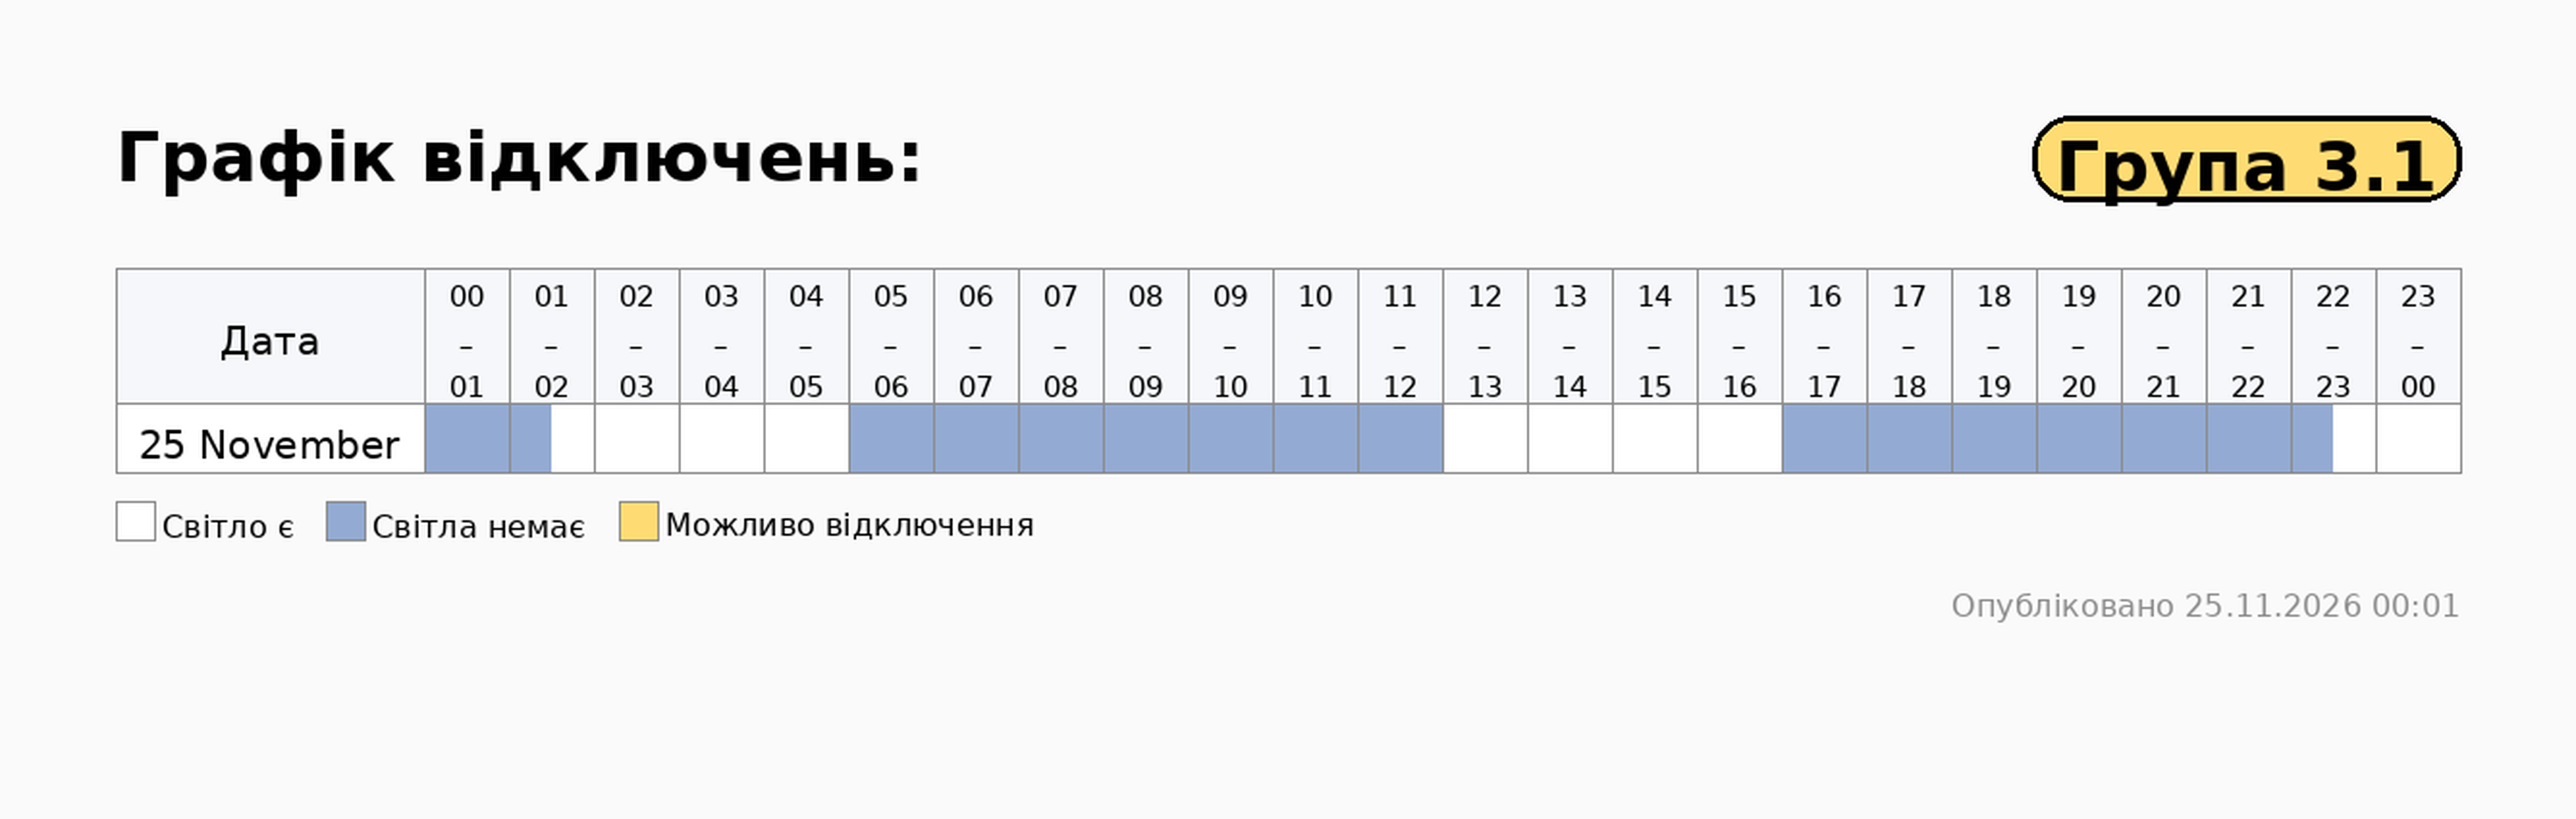 Графік відключень:
Група 3.1
Дата
00 01 02 03 04 05 06 07 08 09 10 11 12 13 14 15 16 17 18 19 20 21 22 23
– – – – – – – – – – – – – – – – – – – – – – – –
01 02 03 04 05 06 07 08 09 10 11 12 13 14 15 16 17 18 19 20 21 22 23 00
25 November
Світло є Світла немає Можливо відключення
Опубліковано 25.11.2026 00:01